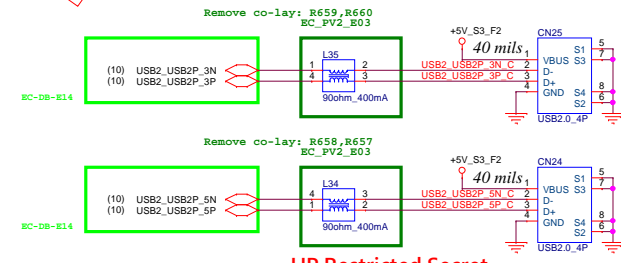 Remove co-lay: R659,R660
EC_PV2_E03
+5V_S3_F2
CN25
40 mils
L35
(10) USB2_USB2P_3N
(10) USB2_USB2P_3P
1 2
4 3
USB2_USB2P_3N_C
USB2_USB2P_3P_C
1 VBUS S1 5
2 D- S3 7
3 D+
4 GND S4 8
S2 6
EC-DB-E14
90ohm_400mA
USB2.0_4P
Remove co-lay: R658,R657
EC_PV2_E03
+5V_S3_F2
CN24
40 mils
L34
(10) USB2_USB2P_5N
(10) USB2_USB2P_5P
4 3
1 2
USB2_USB2P_5N_C
USB2_USB2P_5P_C
1 VBUS S1 5
2 D- S3 7
3 D+
4 GND S4 8
S2 6
EC-DB-E14
90ohm_400mA
USB2.0_4P
HP Restricted Secret